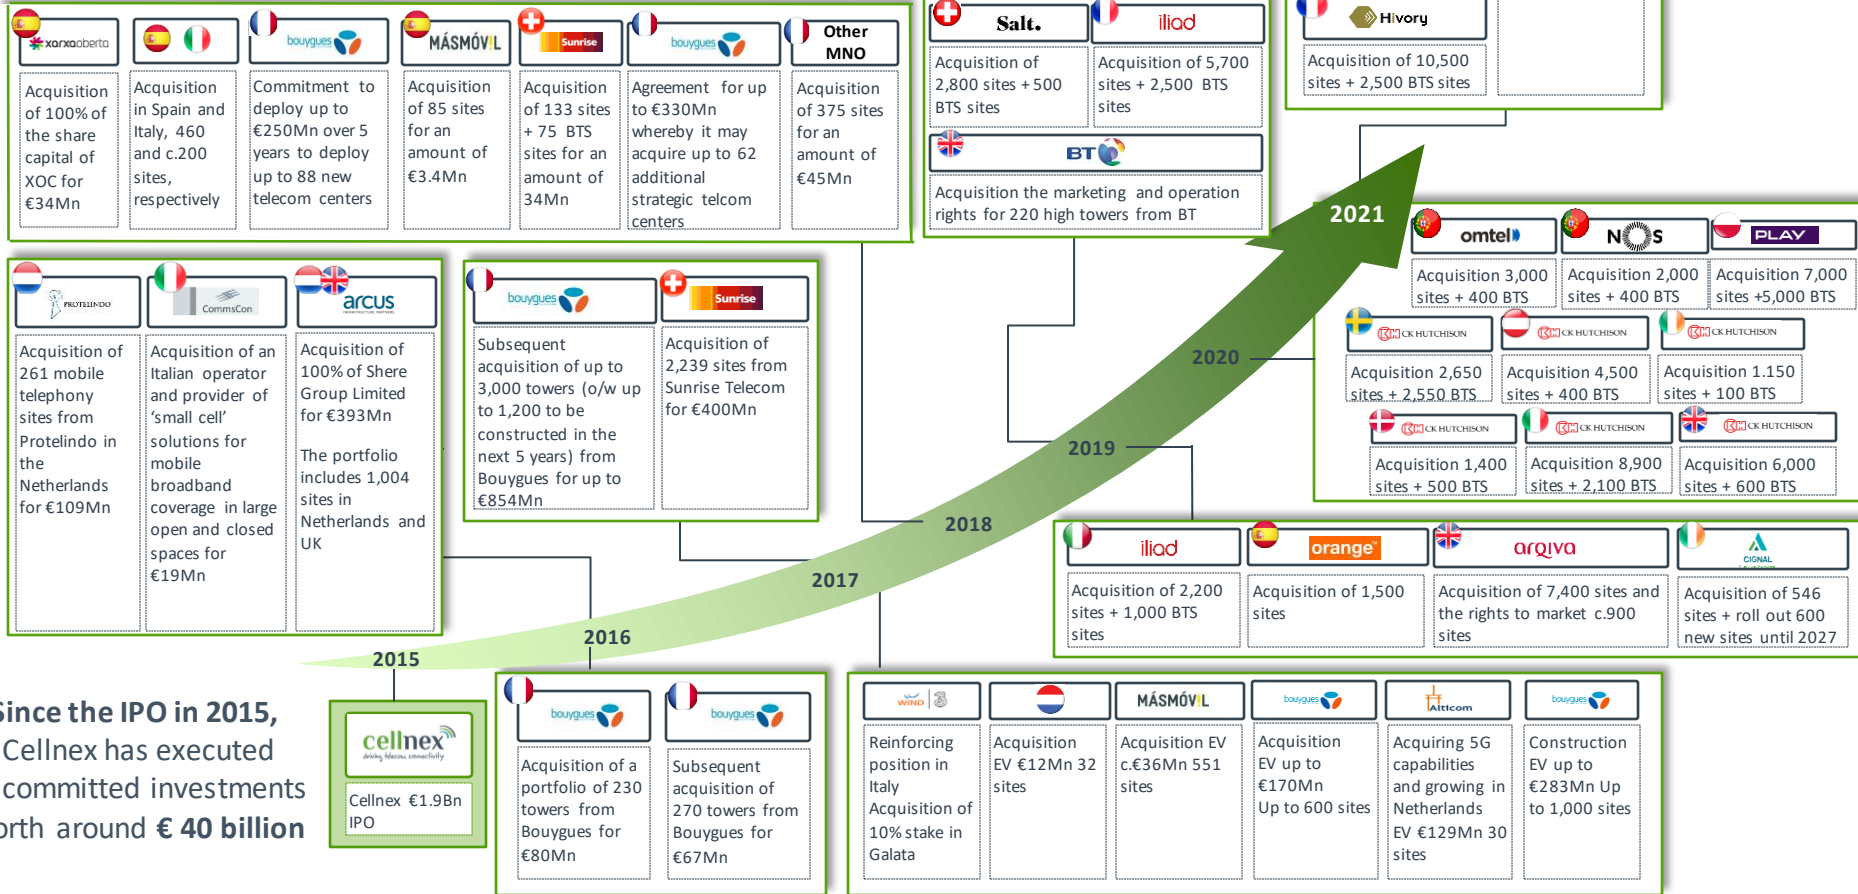 xarxaoberta
Acquisition
of 100% of
the share
capital of
XOC for
€34Mn
Acquisition
in Spain and
Italy, 460
and c.200
sites,
respectively
bouygues
Commitment to
deploy up to
€250Mn over 5
years to deploy
up to 88 new
telecom centers
MÁSMÓVIL
Acquisition
of 85 sites
for an
amount of
€3.4Mn
Sunrise
Acquisition
of 133 sites
+ 75 BTS
sites for an
amount of
34Mn
bouygues
Agreement for up
to €330Mn
whereby it may
acquire up to 62
additional
strategic telcom
centers
Other
MNO
Acquisition
of 375 sites
for an
amount of
€45Mn
Salt.
Acquisition of
2,800 sites + 500
BTS sites
iliad
Acquisition of 5,700
sites + 2,500 BTS
sites
BT
Acquisition the marketing and operation
rights for 220 high towers from BT
Hivory
Acquisition of 10,500
sites + 2,500 BTS sites
2021
omtel
Acquisition 3,000
sites + 400 BTS
NOS
Acquisition 2,000
sites + 400 BTS
PLAY
Acquisition 7,000
sites +5,000 BTS
CK HUTCHISON
Acquisition 2,650
sites + 2,550 BTS
CK HUTCHISON
Acquisition 4,500
sites + 400 BTS
CK HUTCHISON
Acquisition 1.150
sites + 100 BTS
CK HUTCHISON
Acquisition 1,400
sites + 500 BTS
CK HUTCHISON
Acquisition 8,900
sites + 2,100 BTS
CK HUTCHISON
Acquisition 6,000
sites + 600 BTS
PROTELINDO
Acquisition of
261 mobile
telephony
sites from
Protelindo in
the
Netherlands
for €109Mn
CommsCon
Acquisition of an
Italian operator
and provider of
‘small cell’
solutions for
mobile
broadband
coverage in large
open and closed
spaces for
€19Mn
arcus
INFRASTRUCTURE PARTNERS
Acquisition of
100% of Shere
Group Limited
for €393Mn
The portfolio
includes 1,004
sites in
Netherlands and
UK
bouygues
Subsequent
acquisition of up to
3,000 towers (o/w up
to 1,200 to be
constructed in the
next 5 years) from
Bouygues for up to
€854Mn
Sunrise
Acquisition of
2,239 sites from
Sunrise Telecom
for €400Mn
2020
2019
2018
2017
2016
2015
iliad
Acquisition of 2,200
sites + 1,000 BTS
sites
orange
Acquisition of 1,500
sites
arqiva
Acquisition of 7,400 sites and
the rights to market c.900
sites
CIGNAL
Acquisition of 546
sites + roll out 600
new sites until 2027
Since the IPO in 2015,
Cellnex has executed
committed investments
orth around € 40 billion
cellnex
driving telecom connectivity
Cellnex €1.9Bn
IPO
bouygues
Acquisition of a
portfolio of 230
towers from
Bouygues for
€80Mn
bouygues
Subsequent
acquisition of
270 towers from
Bouygues for
€67Mn
WIND 3
Reinforcing
position in
Italy
Acquisition of
10% stake in
Galata
Acquisition
EV €12Mn 32
sites
MÁSMÓVIL
Acquisition EV
c.€36Mn 551
sites
bouygues
Acquisition
EV up to
€170Mn
Up to 600 sites
Alticom
Acquiring 5G
capabilities
and growing in
Netherlands
EV €129Mn 30
sites
bouygues
Construction
EV up to
€283Mn Up
to 1,000 sites